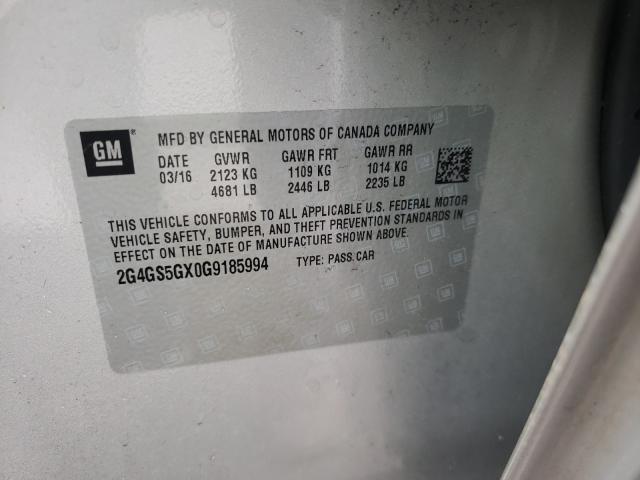 GM
MFD BY GENERAL MOTORS OF CANADA COMPANY
DATE GVWR GAWR FRT GAWR RR
03/16 2123 KG 1109 KG 1014 KG
4681 LB 2446 LB 2235 LB
THIS VEHICLE CONFORMS TO ALL APPLICABLE U.S. FEDERAL MOTOR
VEHICLE SAFETY, BUMPER, AND THEFT PREVENTION STANDARDS IN
EFFECT ON THE DATE OF MANUFACTURE SHOWN ABOVE.
2G4GS5GX0G9185994 TYPE: PASS.CAR